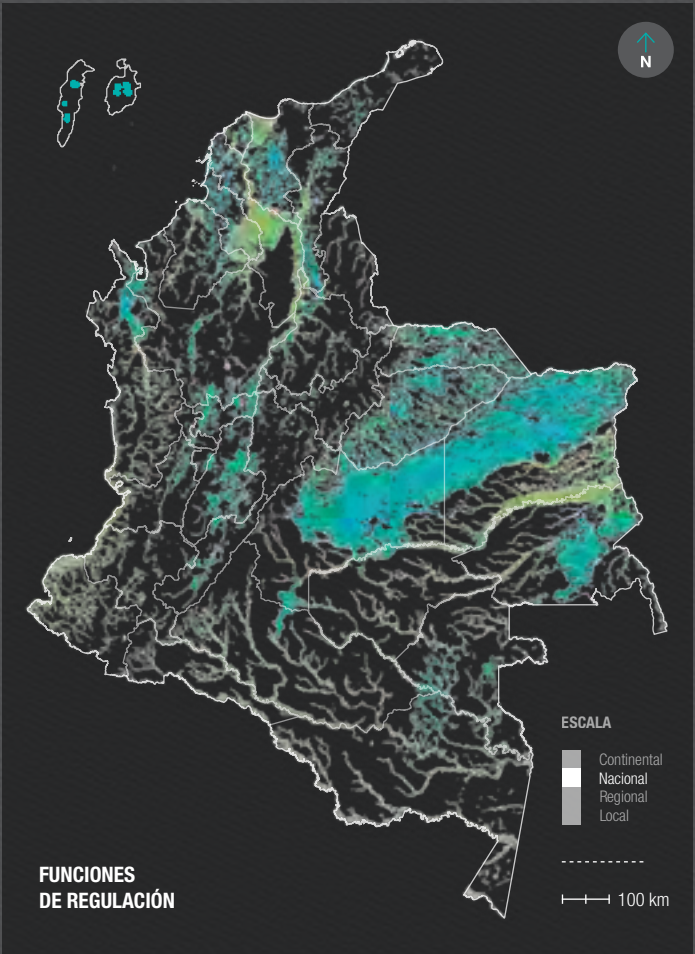 N
ESCALA
Continental
Nacional
Regional
Local
100 km
FUNCIONES
DE REGULACIÓN